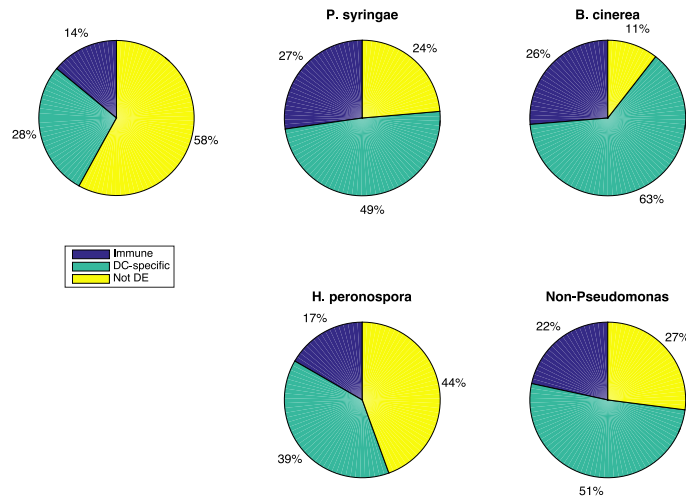 P. syringae
B. cinerea
14%
28%
58%
27%
24%
49%
26%
11%
63%
Immune
DC-specific
Not DE
H. peronospora
Non-Pseudomonas
17%
44%
39%
22%
27%
51%